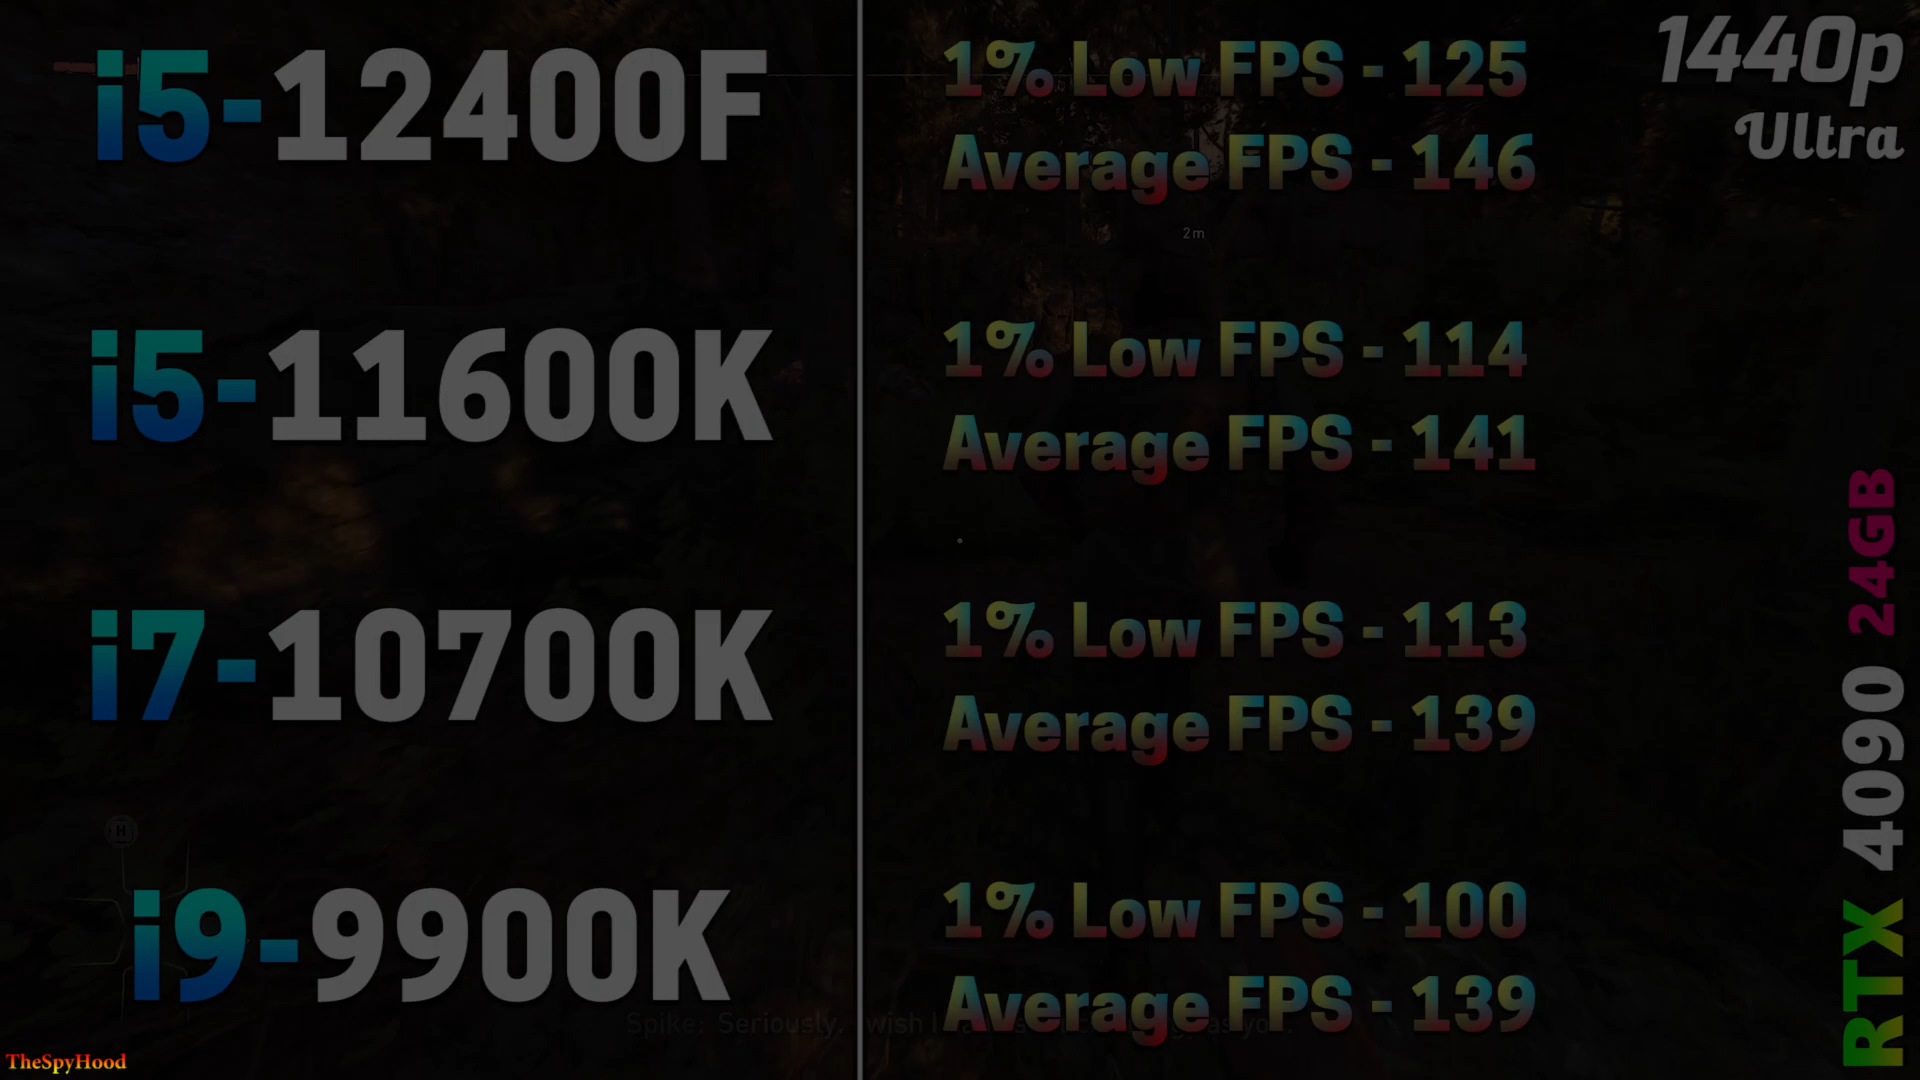 i5-12400F
1% Low FPS - 125
Average FPS - 146
1440p
Ultra
2m
i5-11600K
1% Low FPS - 114
Average FPS - 141
i7-10700K
1% Low FPS - 113
Average FPS - 139
H
i9-9900K
1% Low FPS - 100
Average FPS - 139
Spike: Seriously, I wish I
RTX 4090 24GB
TheSpyHood